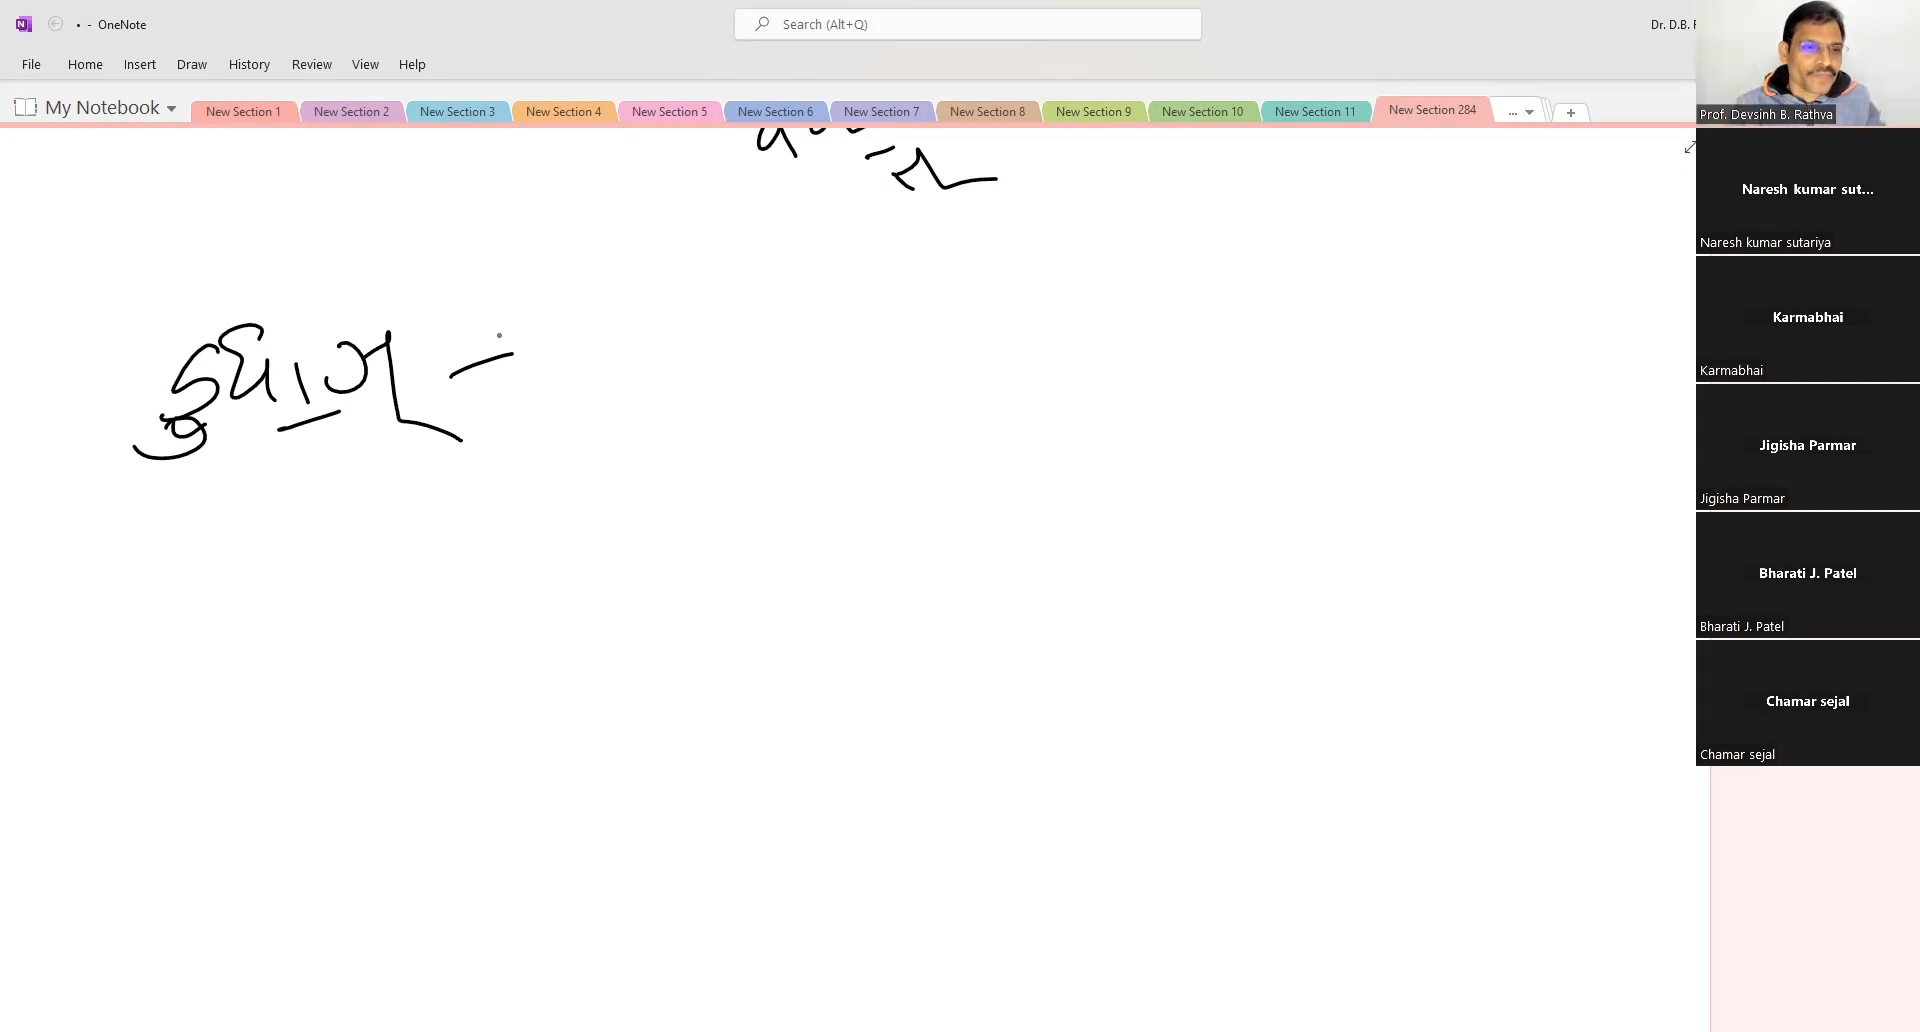 • - OneNote
Search (Alt+Q)
Dr. D.B. R
File Home Insert Draw History Review View Help
My Notebook
New Section 1 New Section 2 New Section 3 New Section 4 New Section 5 New Section 6 New Section 7 New Section 8 New Section 9 New Section 10 New Section 11 New Section 284 ... +
Prof. Devsinh B. Rathva
Naresh kumar sut...
Naresh kumar sutariya
Karmabhai
Karmabhai
Jigisha Parmar
Jigisha Parmar
Bharati J. Patel
Bharati J. Patel
Chamar sejal
Chamar sejal